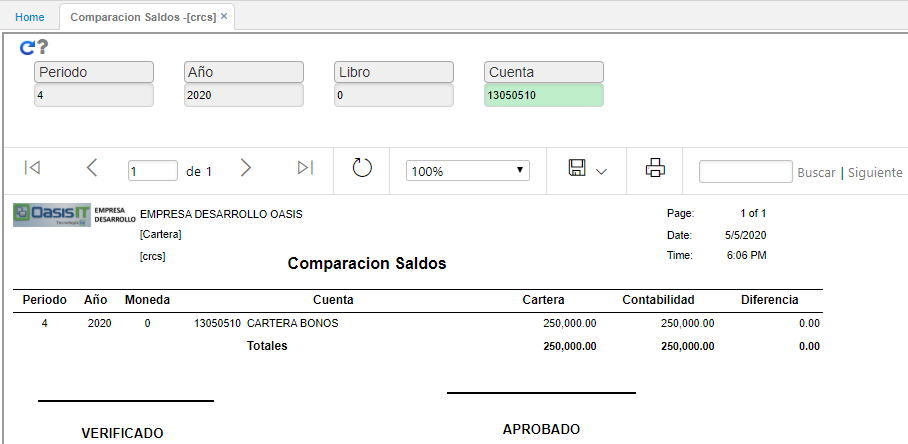 Home Comparacion Saldos -[crcs] ×
?
Periodo Año Libro Cuenta
4 2020 0 13050510
1 de 1 100% Buscar | Siguiente
OasisIT EMPRESA DESARROLLO EMPRESA DESARROLLO OASIS Page: 1 of 1
[Cartera] Date: 5/5/2020
[crcs] Time: 6:06 PM
Comparacion Saldos
Periodo Año Moneda Cuenta Cartera Contabilidad Diferencia
4 2020 0 13050510 CARTERA BONOS 250,000.00 250,000.00 0.00
Totales 250,000.00 250,000.00 0.00
VERIFICADO APROBADO